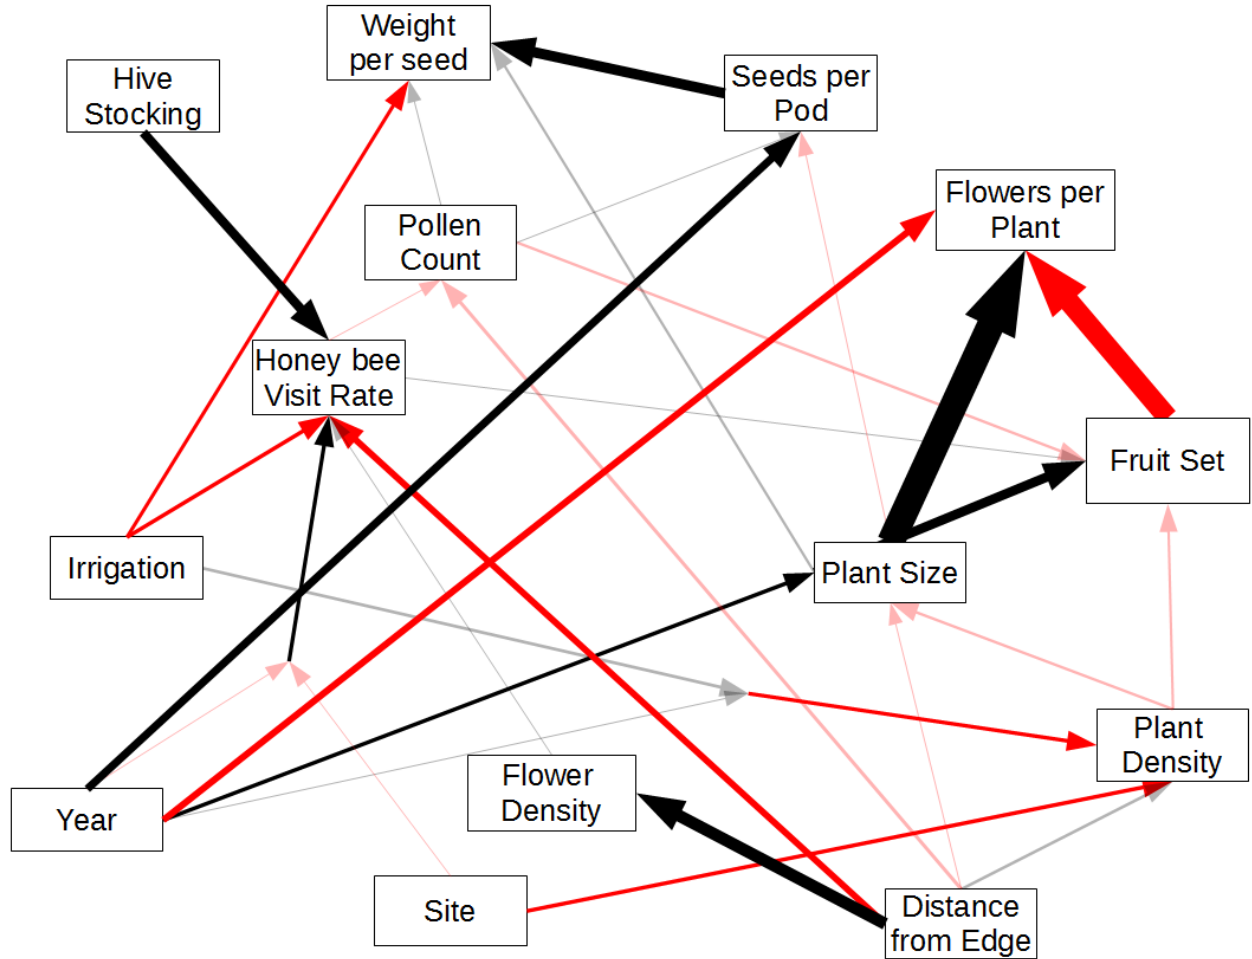 Weight
per seed
Hive
Stocking
Seeds per
Pod
Flowers per
Plant
Pollen
Count
Honey bee
Visit Rate
Fruit Set
Irrigation
Plant Size
Plant
Density
Flower
Density
Year
Site
Distance
from Edge